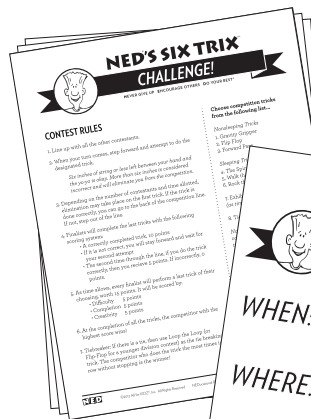 NED'S SIX TRIX™
CHALLENGE!
NEVER GIVE UP ENCOURAGE OTHERS DO YOUR BEST®
CONTEST RULES
1. Line up with all the other contestants.
2. When your turn comes, step forward and attempt to do the
designated trick.
Six inches of string or less left between your hand and
the yo-yo is okay. More than six inches is considered
incorrect and will eliminate you from the competition.
3. Depending on the number of contestants and time allotted,
elimination may take place on the first trick. If the trick is
done correctly, you can go to the back of the competition line.
If not, step out of the line.
4. Finalists will complete the last tricks with the following
scoring system:
• A correctly completed trick, 10 points.
• If it is not correct, you will stay forward and wait for
your second attempt.
• The second time through the line, if you do the trick
correctly, then you recieve 5 points. If incorrectly, 0
points.
5. As time allows, every finalist will perform a last trick of their
choosing, worth 15 points. It will be scored by:
• Difficulty 5 points
• Completion 5 points
• Creativity 5 points
6. At the completion of all the tricks, the competitor with the
highest score wins!
7. Tiebreaker: If there is a tie, then use Loop the Loop (or
Flip Flop for a younger division contest) as the
trick. The competitor who does the trick the most times
row without stopping is the winner!
NED
All Rights Reserved
Choose competition tricks
from the following list...
Nonsleeping Tricks
1. Gravity Gripper
2. Flip Flop
3. Forward
Sleeping
4. The
5. Walk
6. Rock
7.
8.
WHEN:
WHERE: